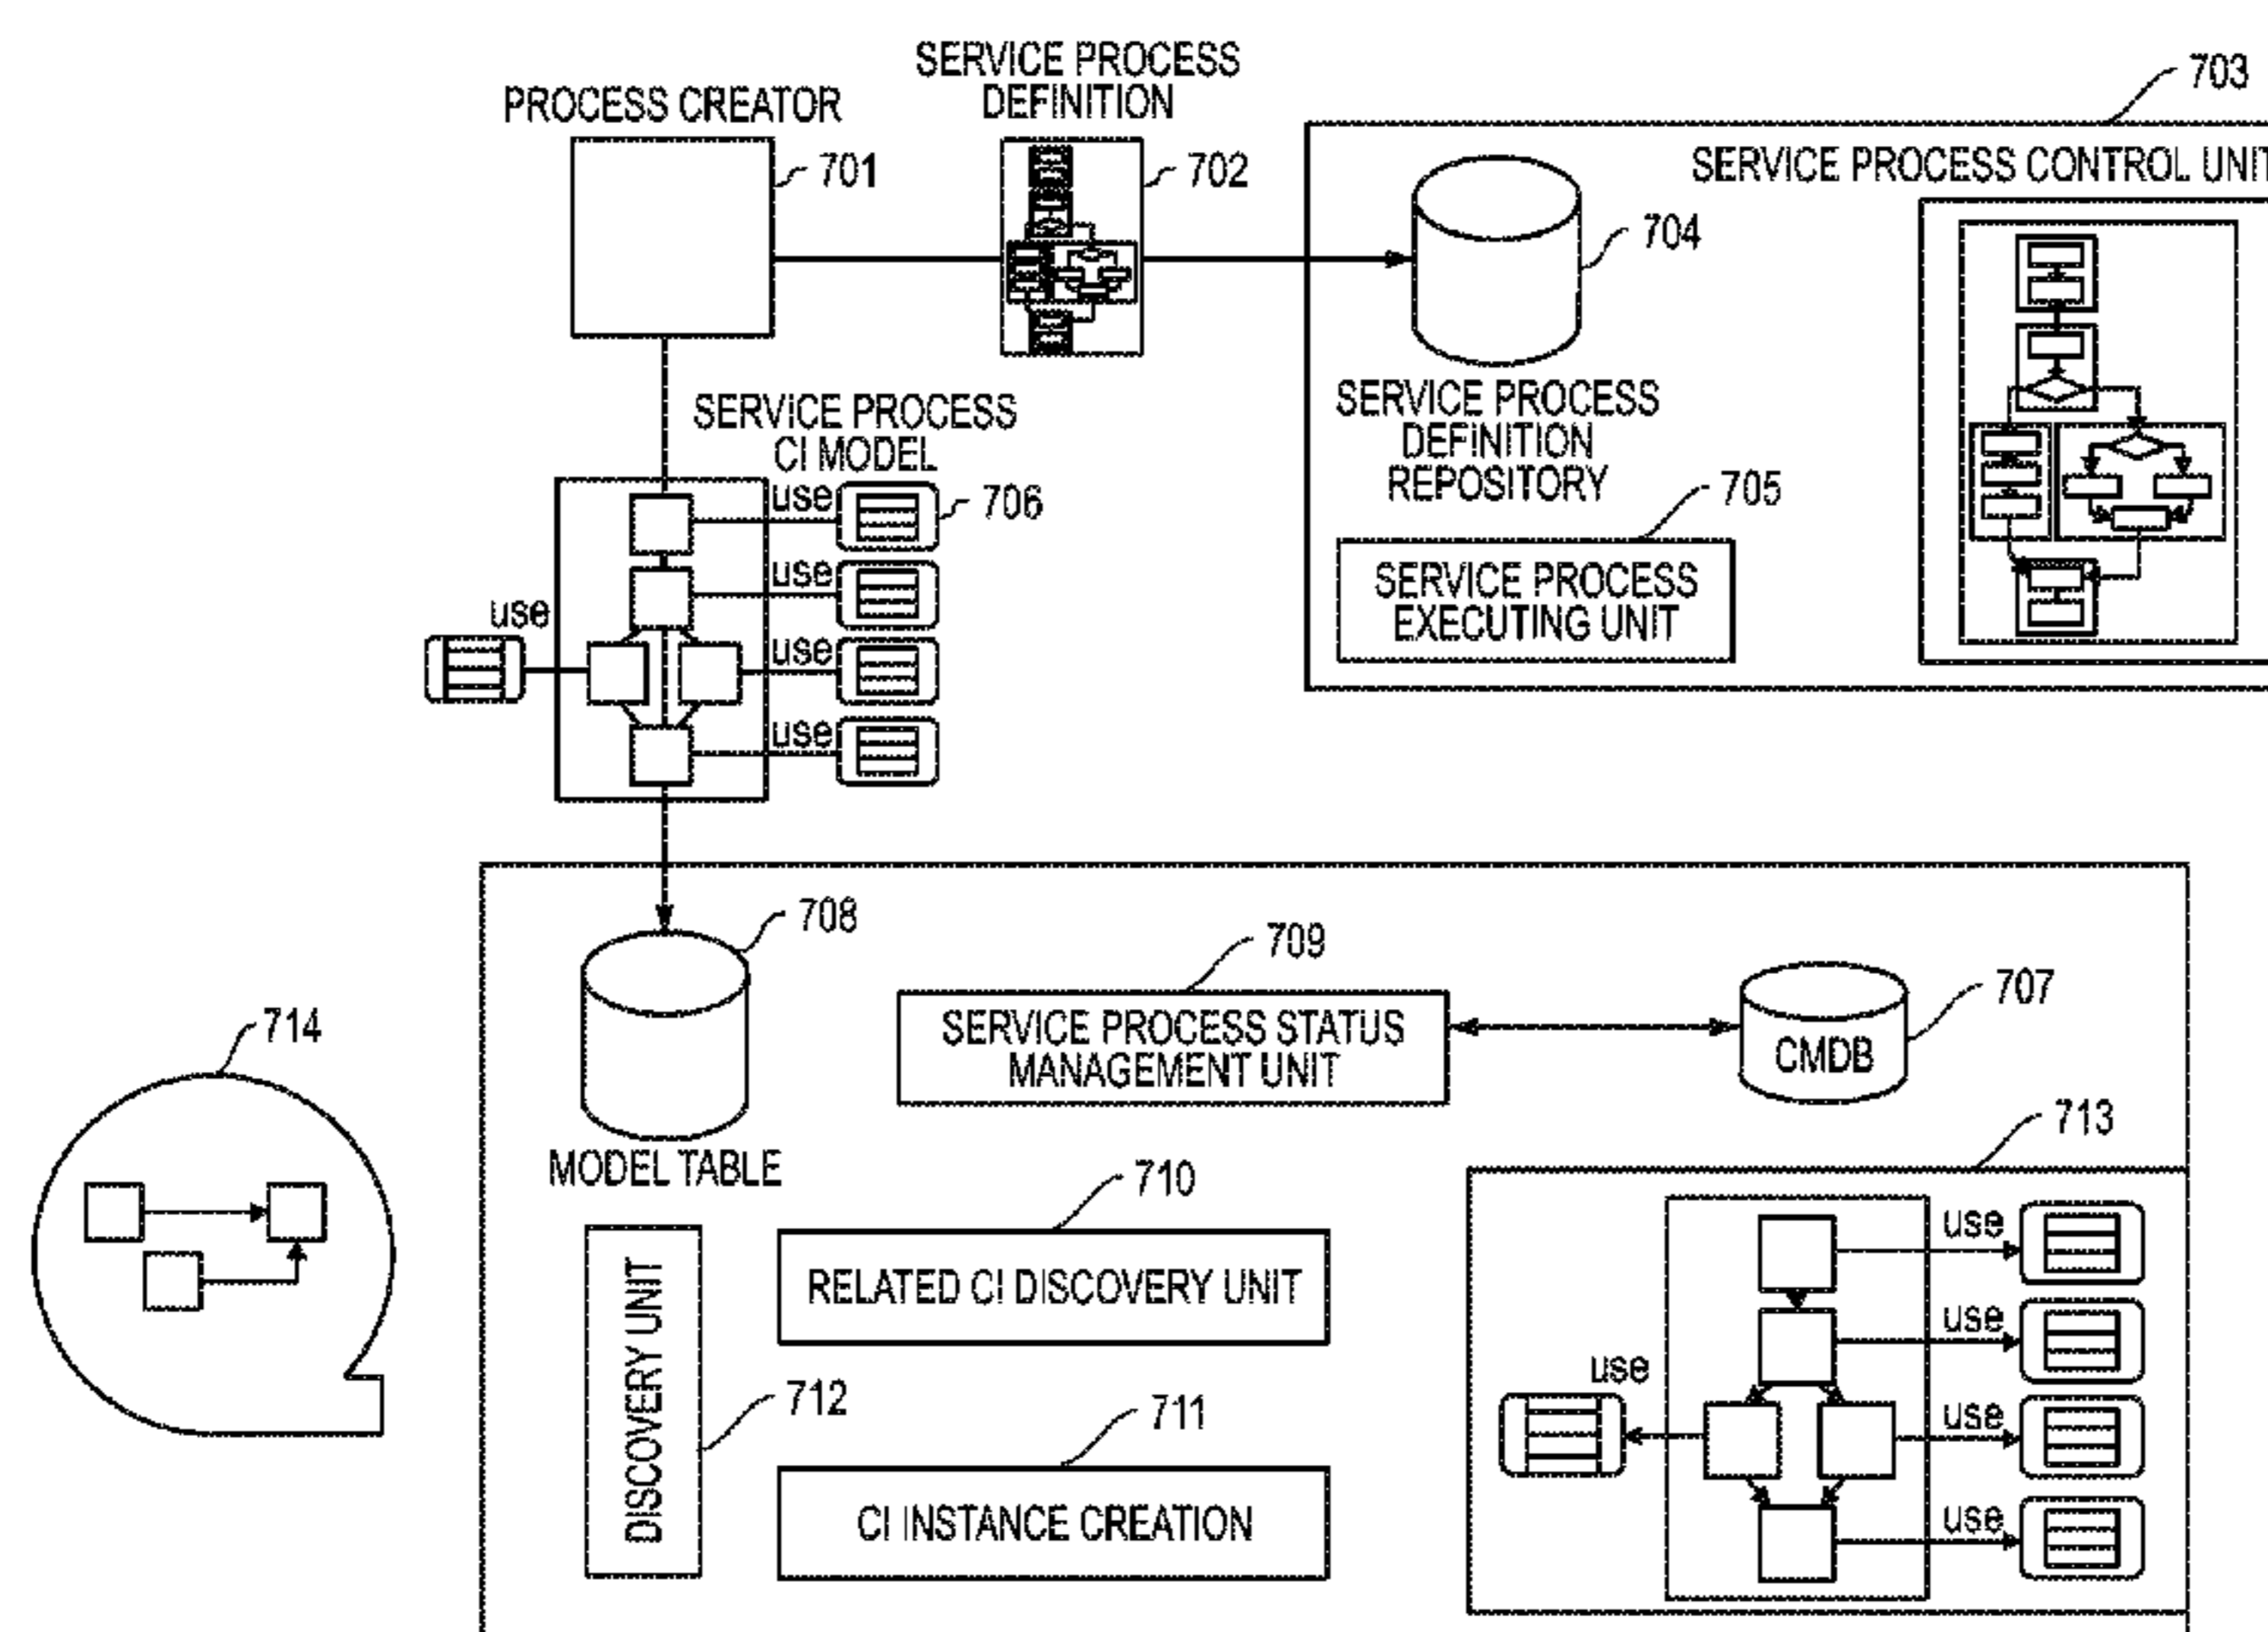 PROCESS CREATOR
701
SERVICE PROCESS
DEFINITION
702
703
SERVICE PROCESS CONTROL UNIT
704
SERVICE PROCESS
DEFINITION
REPOSITORY
705
SERVICE PROCESS
EXECUTING UNIT
SERVICE PROCESS
CI MODEL
use
706
use
use
use
use
708
MODEL TABLE
709
SERVICE PROCESS STATUS
MANAGEMENT UNIT
707
CMDB
714
710
RELATED CI DISCOVERY UNIT
DISCOVERY UNIT
712
711
CI INSTANCE CREATION
713
use
use
use
use
use